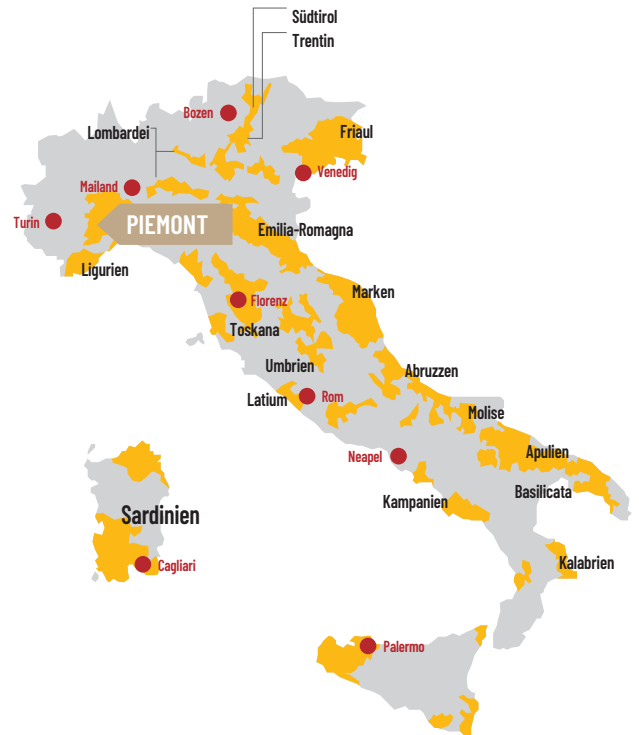 Südtirol
Trentin
Bozen
Lombardei
Friaul
Venedig
Mailand
Turin
PIEMONT
Emilia-Romagna
Ligurien
Marken
Florenz
Toskana
Umbrien
Abruzzen
Latium
Rom
Molise
Neapel
Apulien
Basilicata
Kampanien
Sardinien
Kalabrien
Cagliari
Palermo